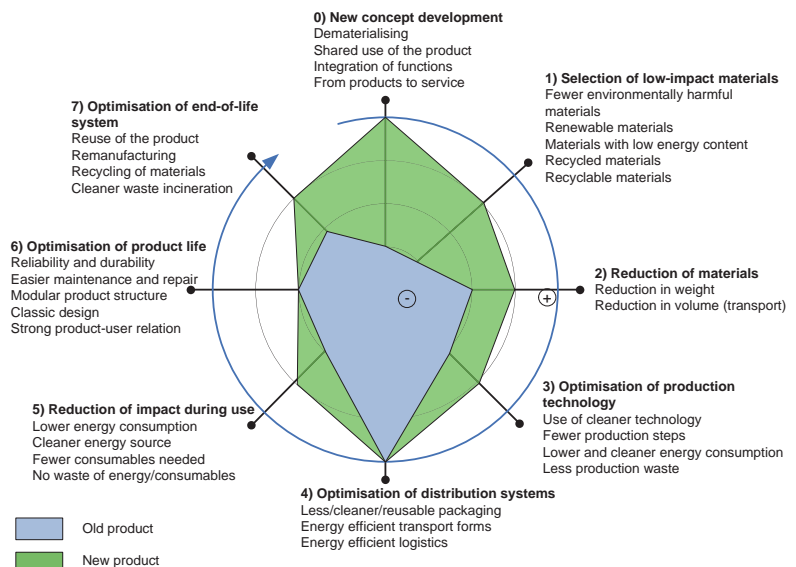 0) New concept development
Dematerialising
Shared use of the product
Integration of functions
From products to service
1) Selection of low-impact materials
Fewer environmentally harmful
materials
Renewable materials
Materials with low energy content
Recycled materials
Recyclable materials
7) Optimisation of end-of-life
system
Reuse of the product
Remanufacturing
Recycling of materials
Cleaner waste incineration
6) Optimisation of product life
Reliability and durability
Easier maintenance and repair
Modular product structure
Classic design
Strong product-user relation
2) Reduction of materials
Reduction in weight
Reduction in volume (transport)
-
+
3) Optimisation of production
technology
Use of cleaner technology
Fewer production steps
Lower and cleaner energy consumption
Less production waste
5) Reduction of impact during use
Lower energy consumption
Cleaner energy source
Fewer consumables needed
No waste of energy/consumables
4) Optimisation of distribution systems
Less/cleaner/reusable packaging
Energy efficient transport forms
Energy efficient logistics
Old product
New product